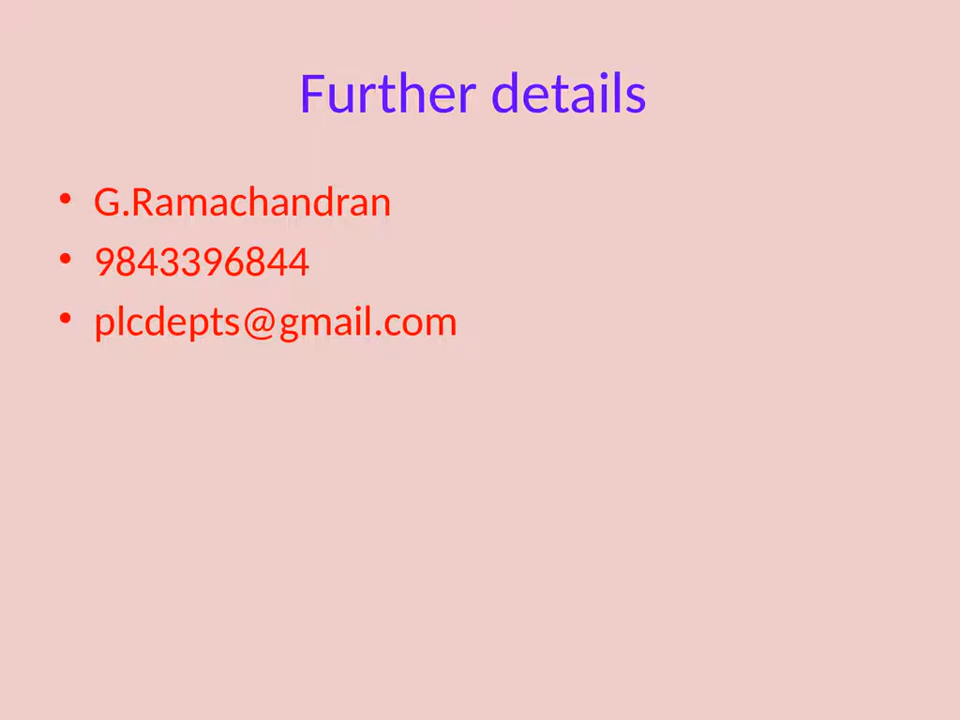 Further details
• G.Ramachandran
• 9843396844
• plcdepts@gmail.com